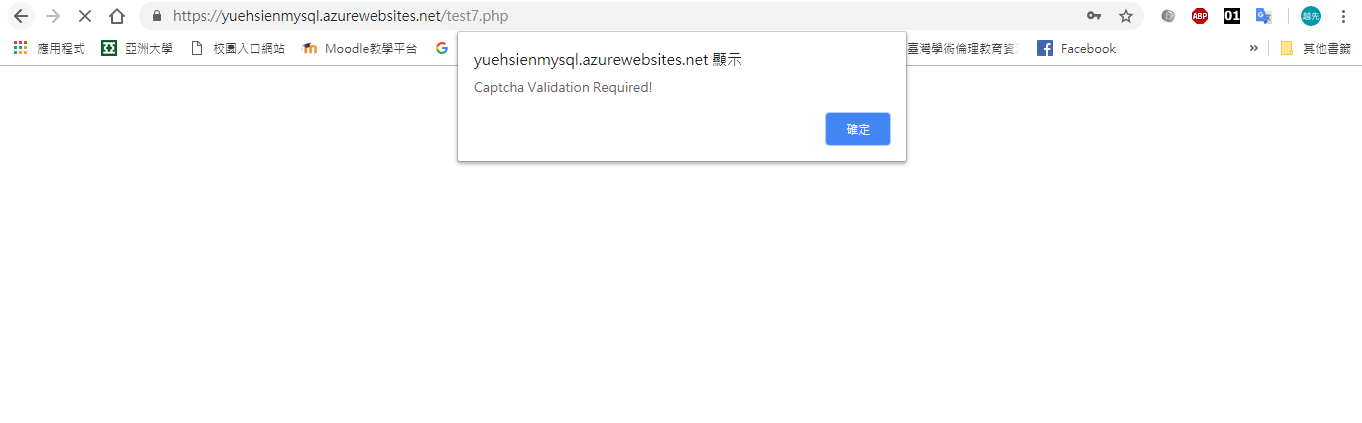 https://yuehsienmysql.azurewebsites.net/test7.php
ABP
01
越先
應用程式
亞洲大學
校園入口網站
Moodle教學平台
臺灣學術倫理教育資
Facebook
»
其他書籤
yuehsienmysql.azurewebsites.net 顯示
Captcha Validation Required!
確定